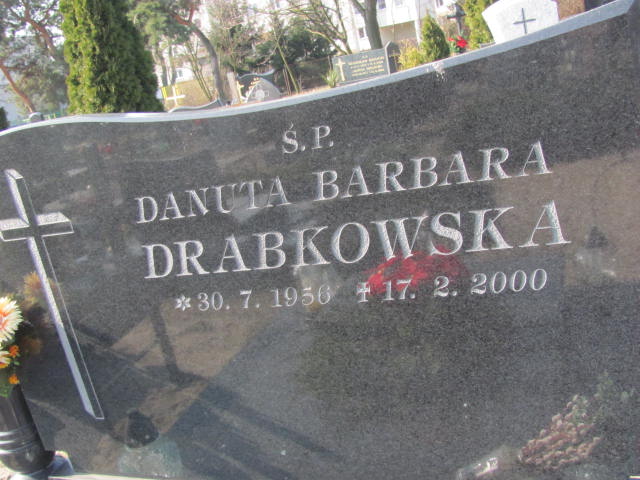 Ś.P.
DANUTA BARBARA
DRABKOWSKA
*30. 7. 1956 ✝17. 2. 2000